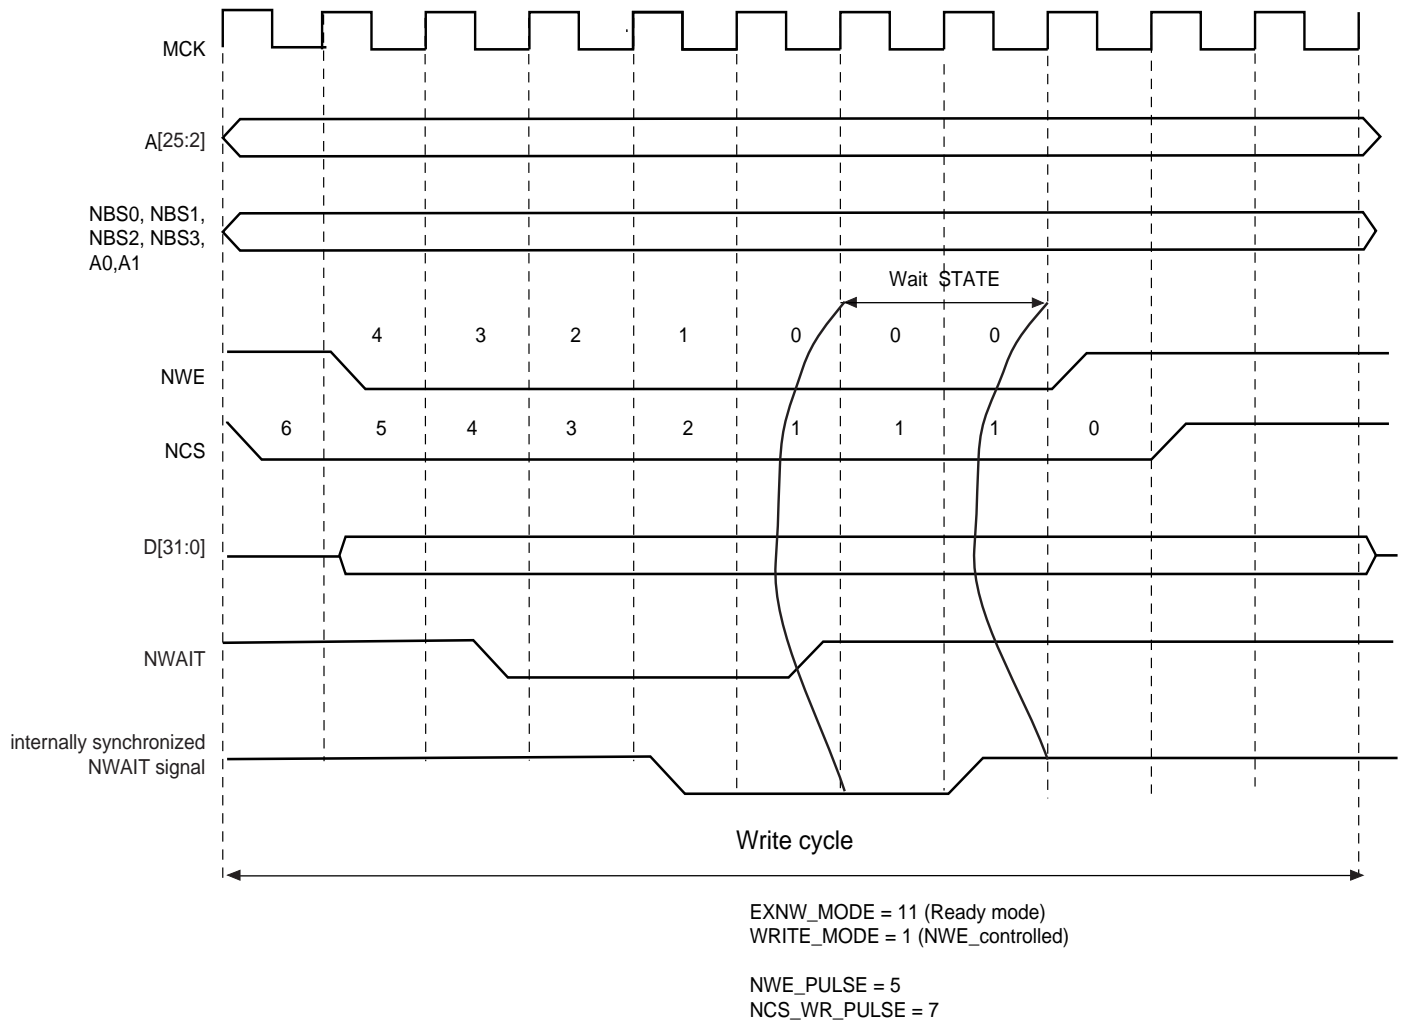 MCK
A[25:2]
NBS0, NBS1,
NBS2, NBS3,
A0,A1
Wait STATE
4 3 2 1 0 0 0
NWE
6 5 4 3 2 1 1 1 0
NCS
D[31:0]
NWAIT
internally synchronized
NWAIT signal
Write cycle
EXNW_MODE = 11 (Ready mode)
WRITE_MODE = 1 (NWE_controlled)
NWE_PULSE = 5
NCS_WR_PULSE = 7